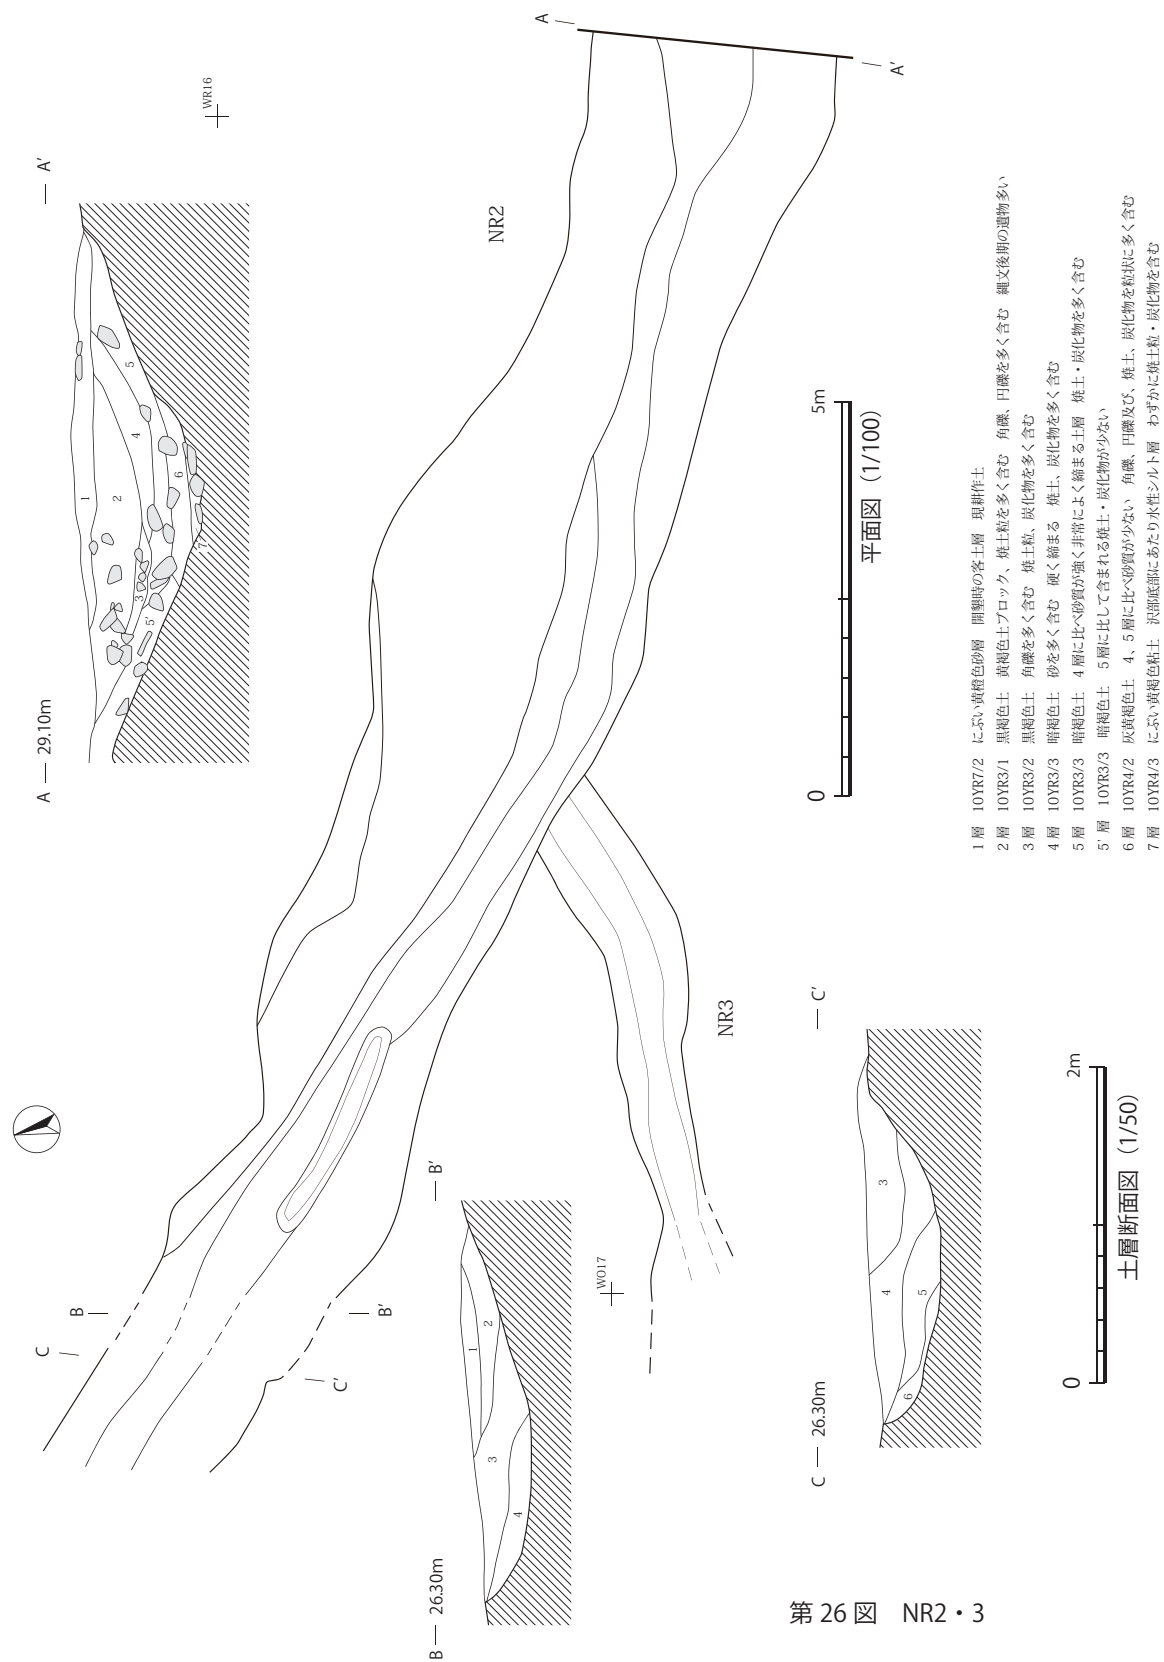 A
A'
WR16
NR2
A — 29.10m
— A'
1
2
3
4
5
5'
6
7
NR3
WO17
B
B'
C
C'
B — 26.30m
— B'
1
2
3
4
C — 26.30m
— C'
3
4
5
6
0
5m
平面図（1/100）
0
2m
土層断面図（1/50）
1層 10YR7/2 にぶい黄橙色砂層 開墾時の客土層 現耕作土
2層 10YR3/1 黒褐色土 黄褐色土ブロック、焼土粒を多く含む 角礫、円礫を多く含む 縄文後期の遺物多い
3層 10YR3/2 黒褐色土 角礫を多く含む 焼土粒、炭化物を多く含む
4層 10YR3/3 暗褐色土 砂を多く含む 硬く締まる 焼土、炭化物を多く含む
5層 10YR3/3 暗褐色土 4層に比べ砂質が強く非常によく締まる土層 焼土・炭化物を多く含む
5'層 10YR3/3 暗褐色土 5層に比して含まれる焼土・炭化物が少ない
6層 10YR4/2 灰黄褐色土 4、5層に比べ砂質が少ない 角礫、円礫及び、焼土、炭化物を粒状に多く含む
7層 10YR4/3 にぶい黄褐色粘土 沢部底部にあたり水性シルト層 わずかに焼土粒・炭化物を含む
第26図 NR2・3